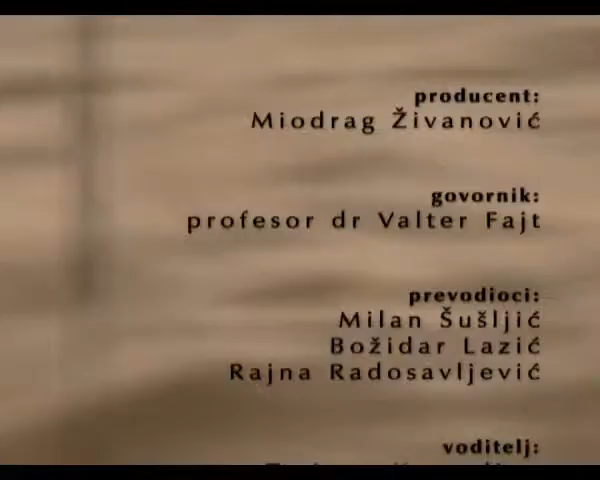 producent:
Miodrag Živanović
govornik:
profesor dr Valter Fajt
prevodioci:
Milan Šušljić
Božidar Lazić
Rajna Radosavljević
voditelj: